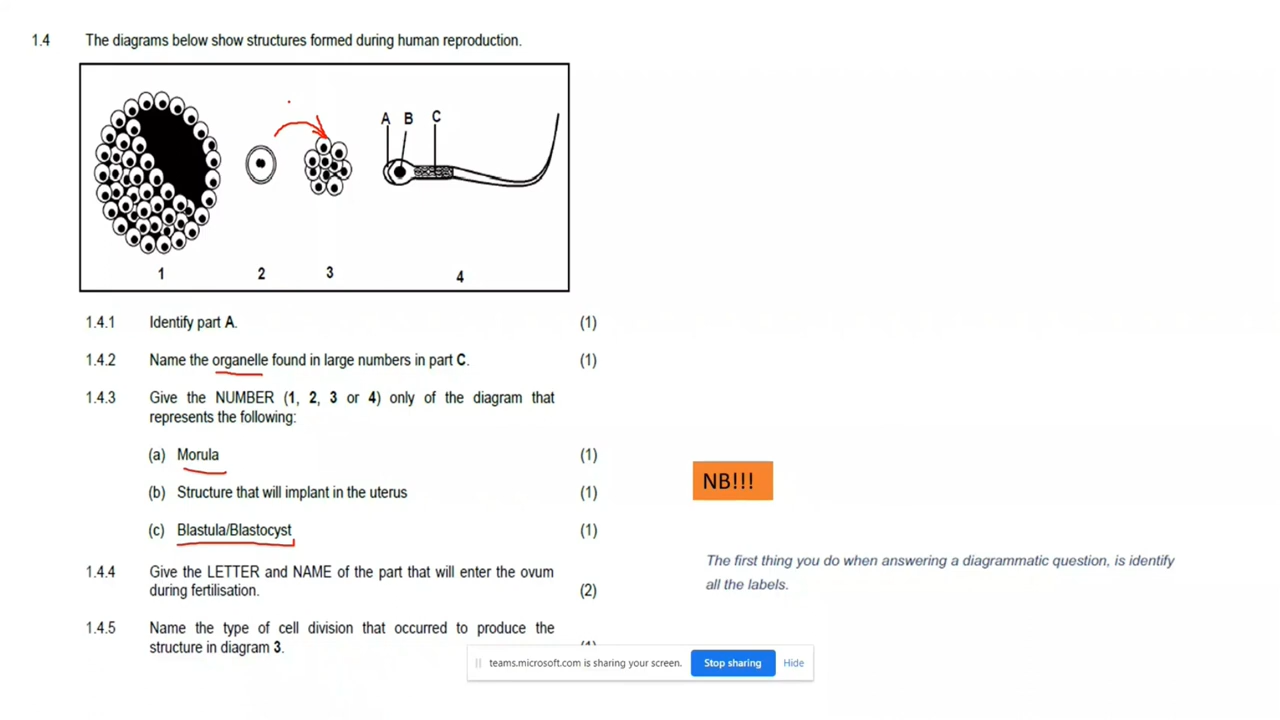 1.4 The diagrams below show structures formed during human reproduction.
A B C
1 2 3 4
1.4.1 Identify part A. (1)
1.4.2 Name the organelle found in large numbers in part C. (1)
1.4.3 Give the NUMBER (1, 2, 3 or 4) only of the diagram that
represents the following:
(a) Morula (1)
(b) Structure that will implant in the uterus (1)
(c) Blastula/Blastocyst (1)
1.4.4 Give the LETTER and NAME of the part that will enter the ovum
during fertilisation. (2)
1.4.5 Name the type of cell division that occurred to produce the
structure in diagram 3.
NB!!!
The first thing you do when answering a diagrammatic question, is identify
all the labels.
teams.microsoft.com is sharing your screen. Stop sharing Hide